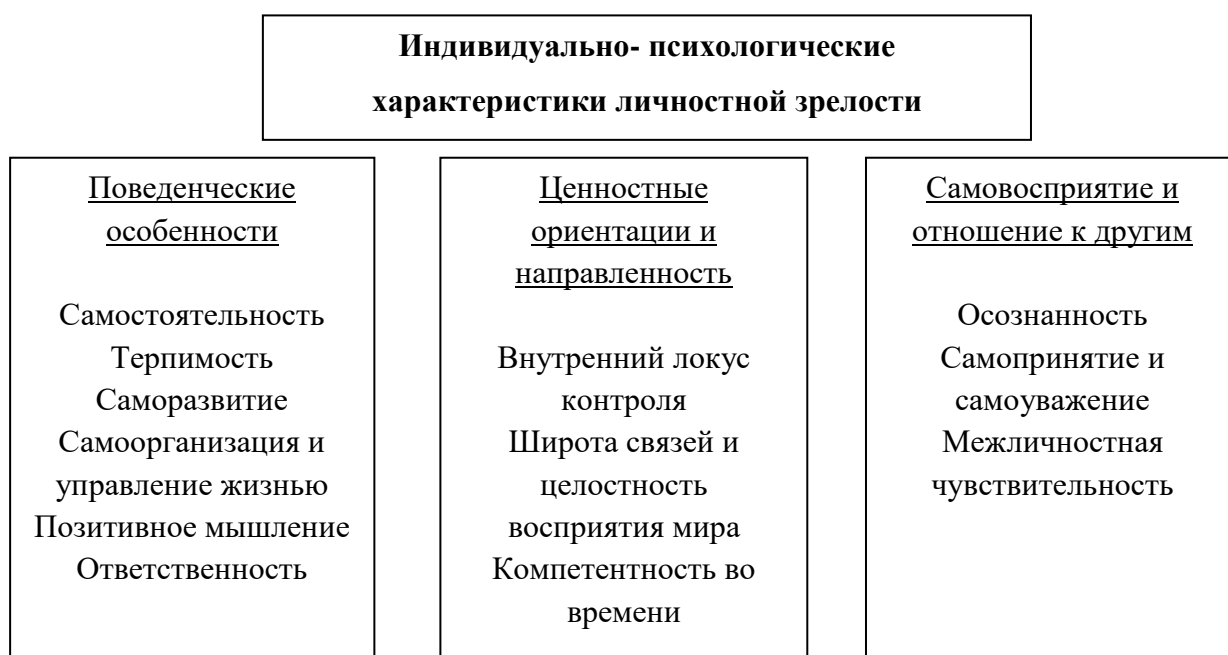 Индивидуально- психологические
характеристики личностной зрелости
Поведенческие
особенности
Самостоятельность
Терпимость
Саморазвитие
Самоорганизация и
управление жизнью
Позитивное мышление
Ответственность
Ценностные
ориентации и
направленность
Внутренний локус
контроля
Широта связей и
целостность
восприятия мира
Компетентность во
времени
Самовосприятие и
отношение к другим
Осознанность
Самопринятие и
самоуважение
Межличностная
чувствительность